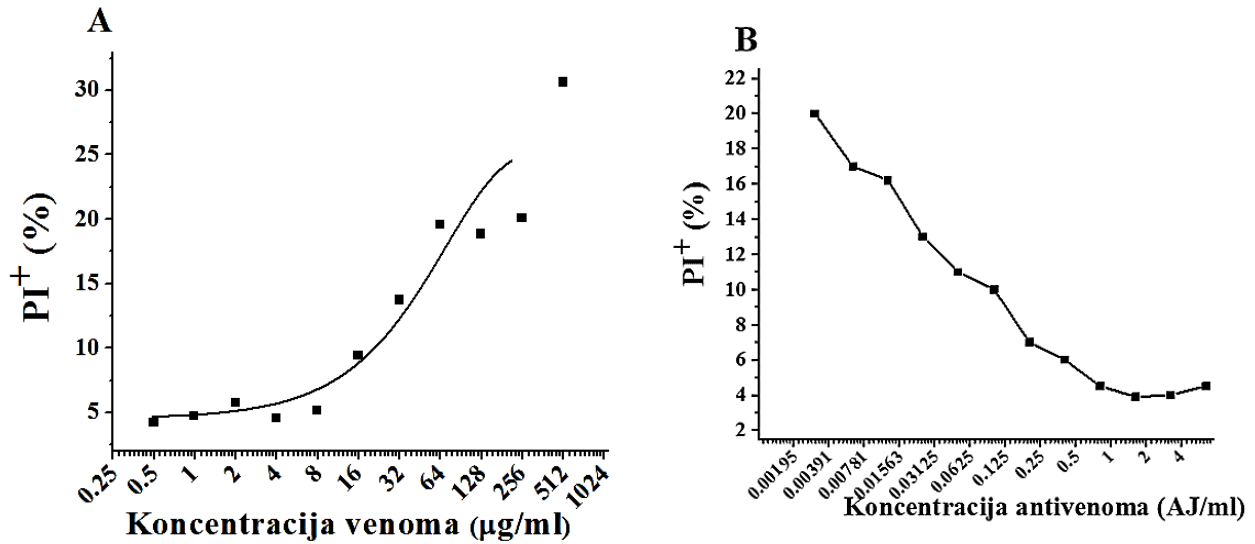 A
PI+ (%)
30
25
20
15
10
5
0.25 0.5 1 2 4 8 16 32 64 128 256 512 1024
Koncentracija venoma (μg/ml)
B
PI+ (%)
22
20
18
16
14
12
10
8
6
4
2
0.00195 0.00391 0.00781 0.01563 0.03125 0.0625 0.125 0.25 0.5 1 2 4
Koncentracija antivenoma (AJ/ml)